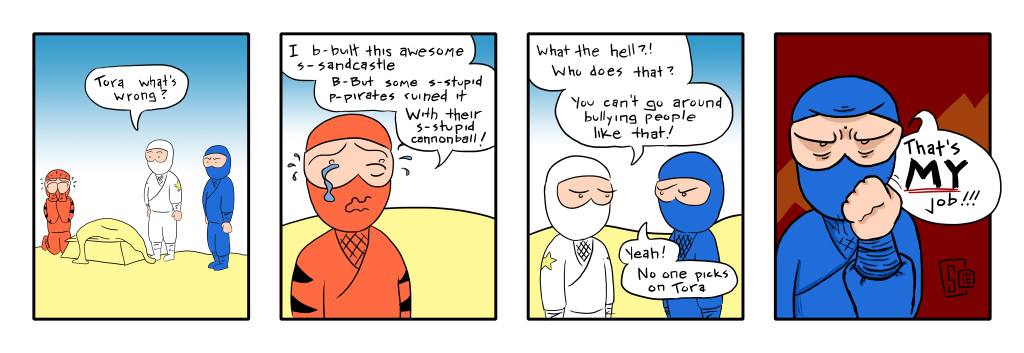 Tora what's
wrong?
I b-built this awesome
s-sandcastle
B-But some s-stupid
p-pirates ruined it
With their
s-stupid
cannonball!
What the hell?!
Who does that?
You can't go around
bullying people
like that!
Yeah!
No one picks
on Tora
That's
MY
job!!!